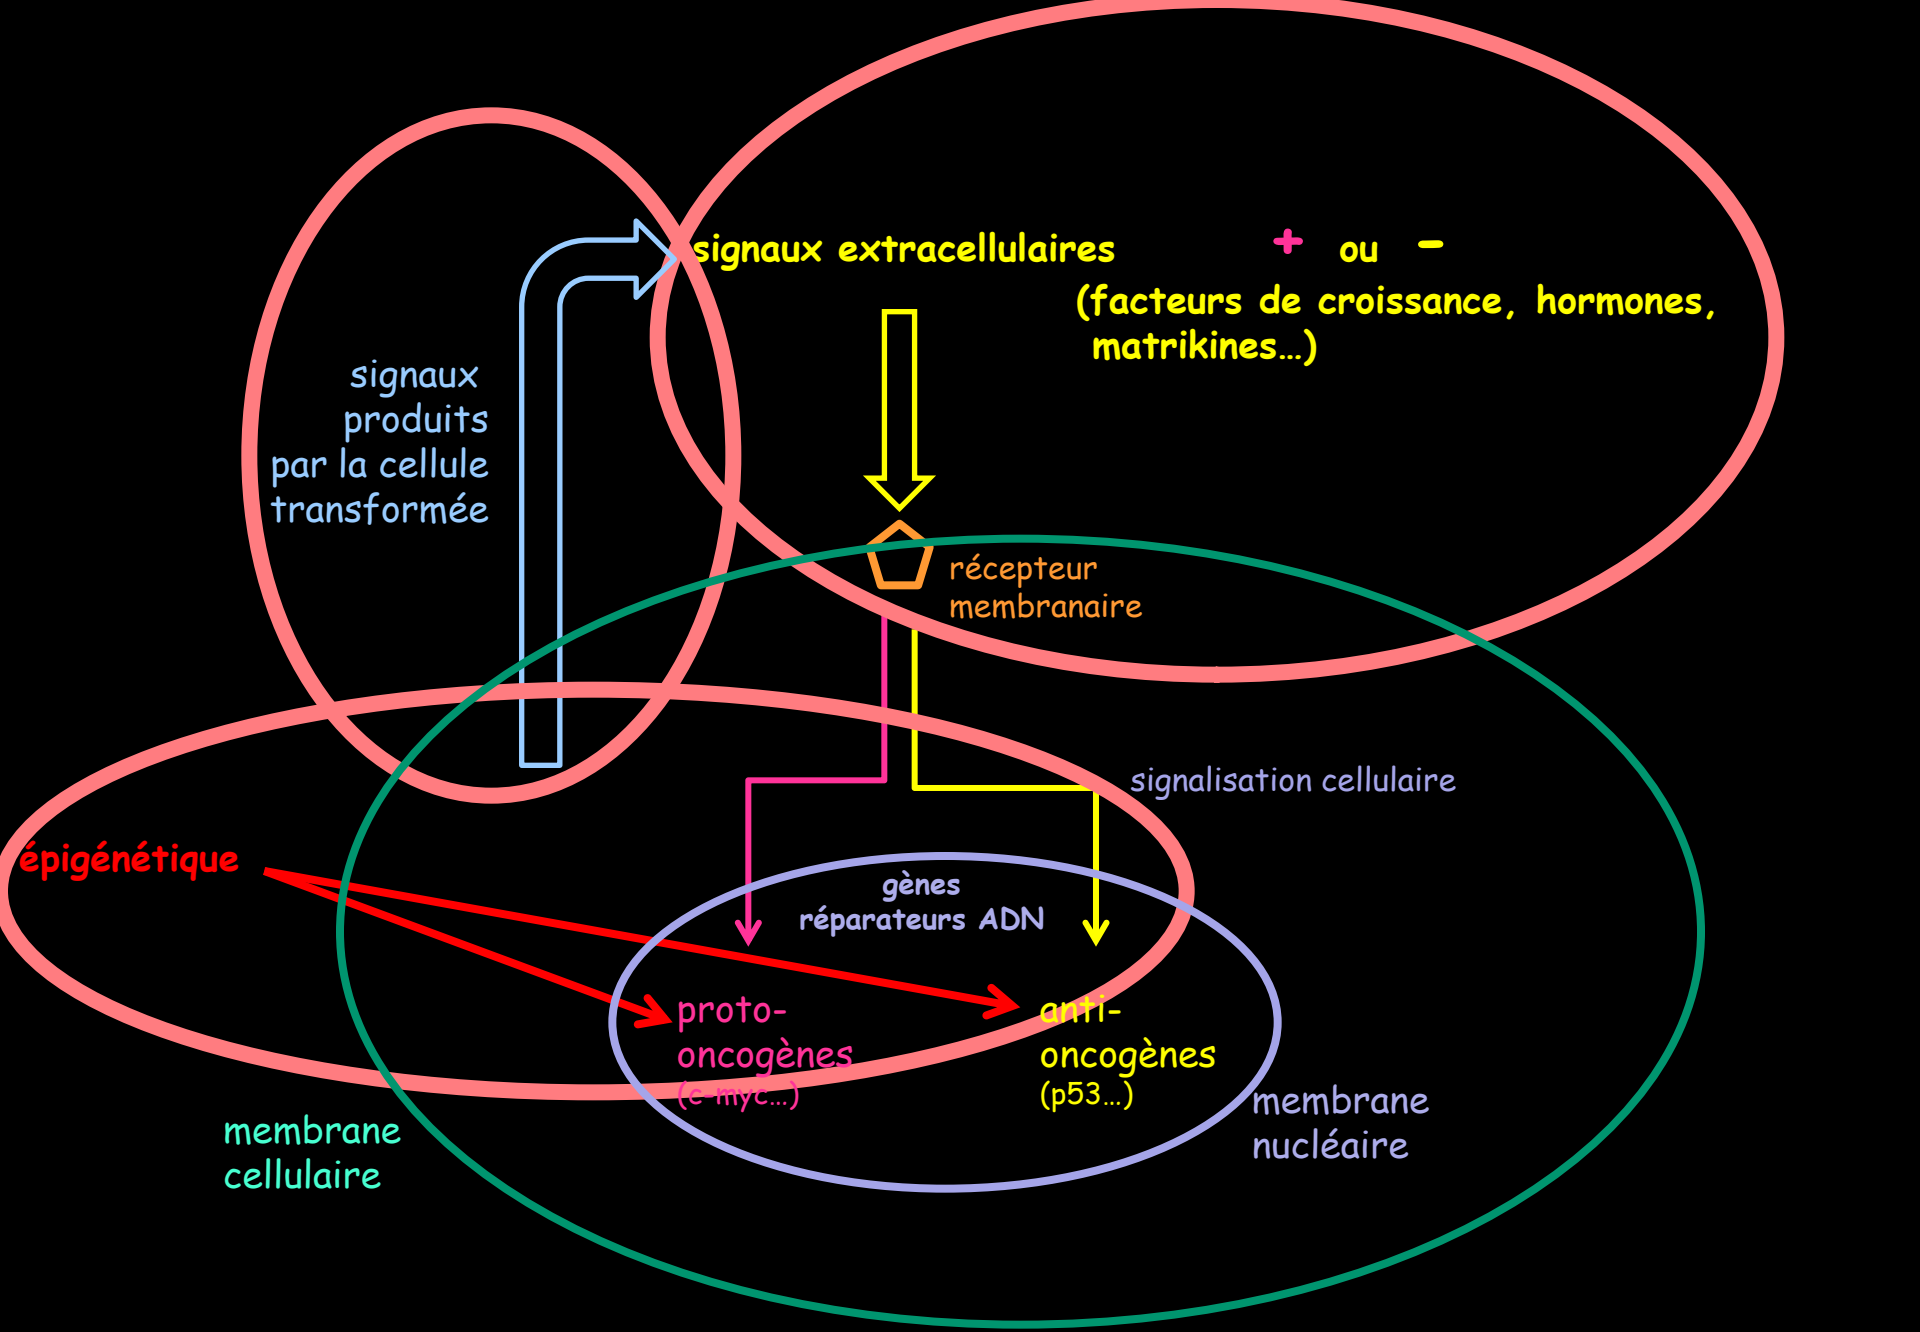 signaux extracellulaires + ou -
(facteurs de croissance, hormones,
matrikines...)
signaux
produits
par la cellule
transformée
récepteur
membranaire
signalisation cellulaire
épigénétique
gènes
réparateurs ADN
proto-
oncogènes
(c-myc...)
anti-
oncogènes
(p53...)
membrane
nucléaire
membrane
cellulaire